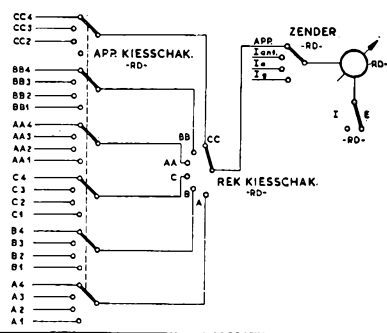 CC4
CC3
CC2
APP. KIESSCHAK.
-RD-
BB4
BB3
BB2
BB1
AA4
AA3
AA2
AA1
C4
C3
C2
C1
B4
B3
B2
B1
A4
A3
A2
A1
BB
CC
AA
C
B
A
REK KIESSCHAK.
-RD-
ZENDER.
-RD-
APP.
I ant.
I a
I g
-RD-
I E
-RD-